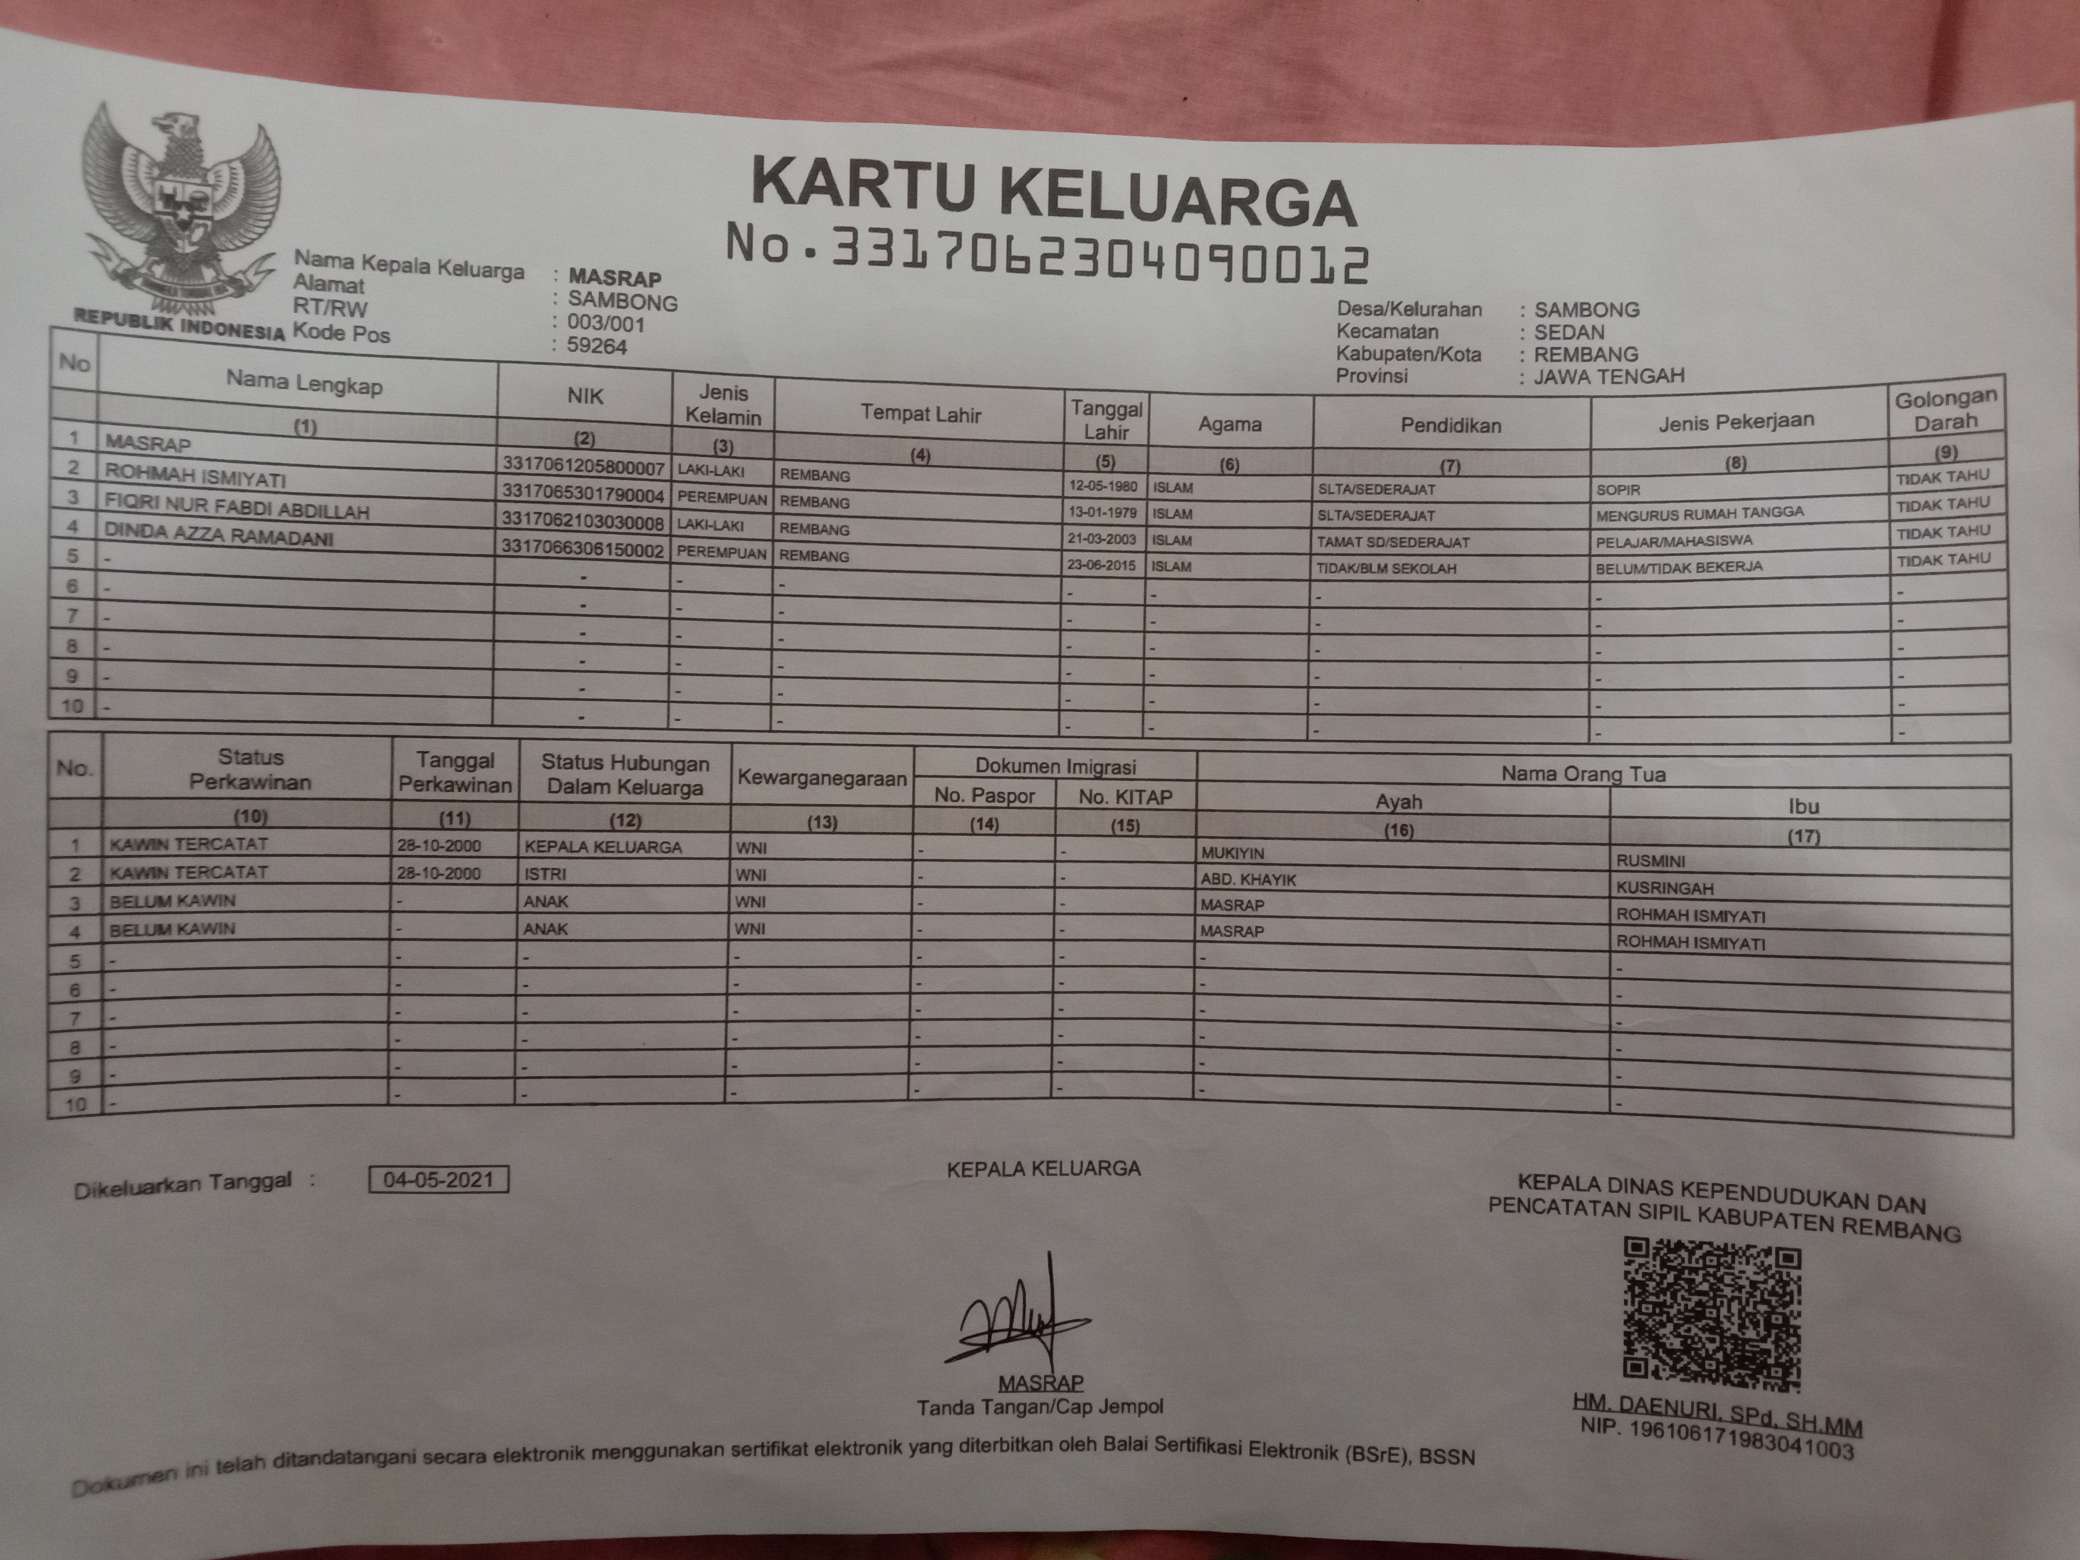 KARTU KELUARGA
No.3317062304090012
REPUBLIK INDONESIA
Nama Kepala Keluarga : MASRAP
Alamat : SAMBONG
RT/RW : 003/001
Kode Pos : 59264
Desa/Kelurahan : SAMBONG
Kecamatan : SEDAN
Kabupaten/Kota : REMBANG
Provinsi : JAWA TENGAH
No Nama Lengkap NIK Jenis Kelamin Tempat Lahir Tanggal Lahir Agama Pendidikan Jenis Pekerjaan Golongan Darah
(1) (2) (3) (4) (5) (6) (7) (8) (9)
1 MASRAP 3317061205800007 LAKI-LAKI REMBANG 12-05-1980 ISLAM SLTA/SEDERAJAT SOPIR TIDAK TAHU
2 ROHMAH ISMIYATI 3317065301790004 PEREMPUAN REMBANG 13-01-1979 ISLAM SLTA/SEDERAJAT MENGURUS RUMAH TANGGA TIDAK TAHU
3 FIQRI NUR FABDI ABDILLAH 3317062103030008 LAKI-LAKI REMBANG 21-03-2003 ISLAM TAMAT SD/SEDERAJAT PELAJAR/MAHASISWA TIDAK TAHU
4 DINDA AZZA RAMADANI 3317066306150002 PEREMPUAN REMBANG 23-06-2015 ISLAM TIDAK/BLM SEKOLAH BELUM/TIDAK BEKERJA TIDAK TAHU
5 - - - - - - - - -
6 - - - - - - - - -
7 - - - - - - - - -
8 - - - - - - - - -
9 - - - - - - - - -
10 - - - - - - - - -
No. Status Perkawinan Tanggal Perkawinan Status Hubungan Dalam Keluarga Kewarganegaraan Dokumen Imigrasi Nama Orang Tua
No. Paspor No. KITAP Ayah Ibu
(10) (11) (12) (13) (14) (15) (16) (17)
1 KAWIN TERCATAT 28-10-2000 KEPALA KELUARGA WNI - - MUKIYIN RUSMINI
2 KAWIN TERCATAT 28-10-2000 ISTRI WNI - - ABD. KHAYIK KUSRINGAH
3 BELUM KAWIN - ANAK WNI - - MASRAP ROHMAH ISMIYATI
4 BELUM KAWIN - ANAK WNI - - MASRAP ROHMAH ISMIYATI
5 - - - - - - - -
6 - - - - - - - -
7 - - - - - - - -
8 - - - - - - - -
9 - - - - - - - -
10 - - - - - - - -
Dikeluarkan Tanggal : 04-05-2021
KEPALA KELUARGA
MASRAP
Tanda Tangan/Cap Jempol
KEPALA DINAS KEPENDUDUKAN DAN
PENCATATAN SIPIL KABUPATEN REMBANG
HM. DAENURI, SPd, SH.MM
NIP. 196106171983041003
Dokumen ini telah ditandatangani secara elektronik menggunakan sertifikat elektronik yang diterbitkan oleh Balai Sertifikasi Elektronik (BSrE), BSSN